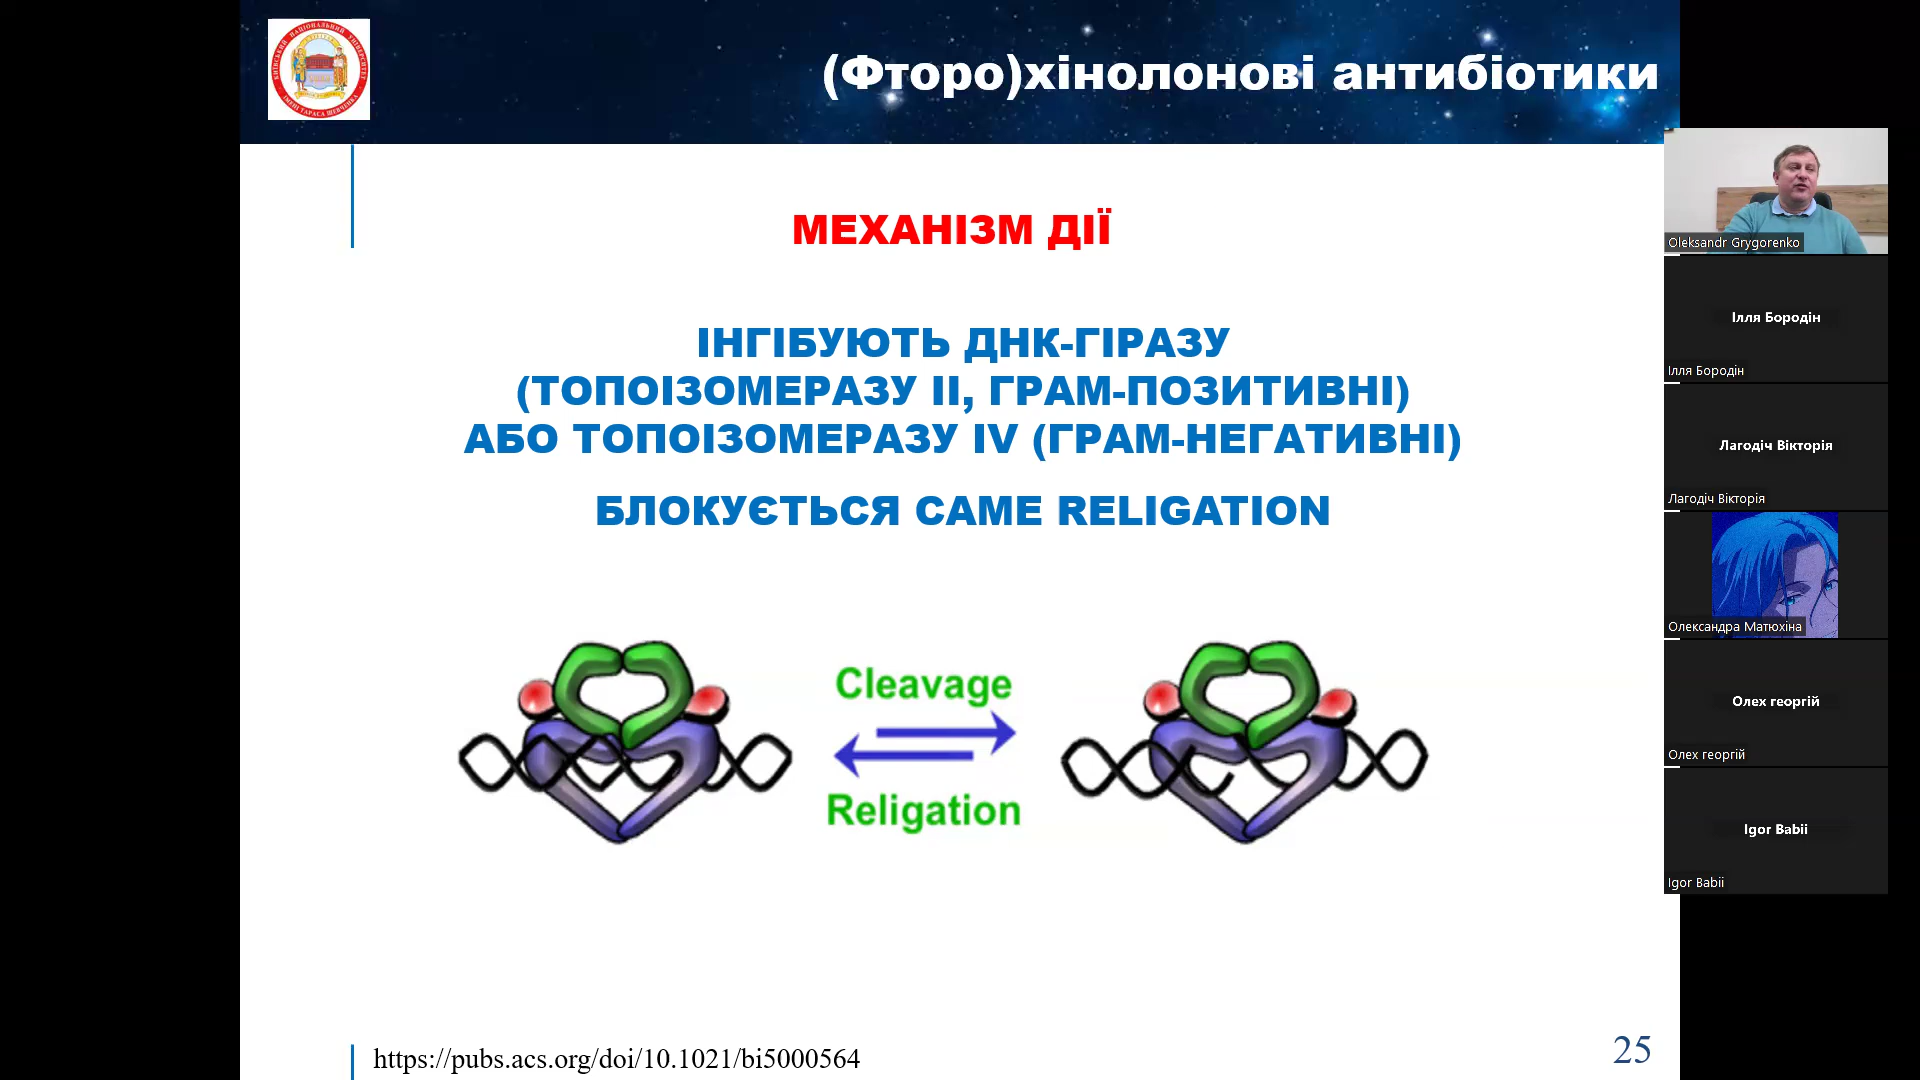 (Фторо)хінолонові антибіотики
МЕХАНІЗМ ДІЇ
ІНГІБУЮТЬ ДНК-ГІРАЗУ
(ТОПОІЗОМЕРАЗУ II, ГРАМ-ПОЗИТИВНІ)
АБО ТОПОІЗОМЕРАЗУ IV (ГРАМ-НЕГАТИВНІ)
БЛОКУЄТЬСЯ САМЕ RELIGATION
Cleavage
Religation
https://pubs.acs.org/doi/10.1021/bi5000564
25
Oleksandr Grygorenko
Ілля Бородін
Ілля Бородін
Лагодіч Вікторія
Лагодіч Вікторія
Олександра Матюхіна
Олех георгій
Олех георгій
Igor Babii
Igor Babii